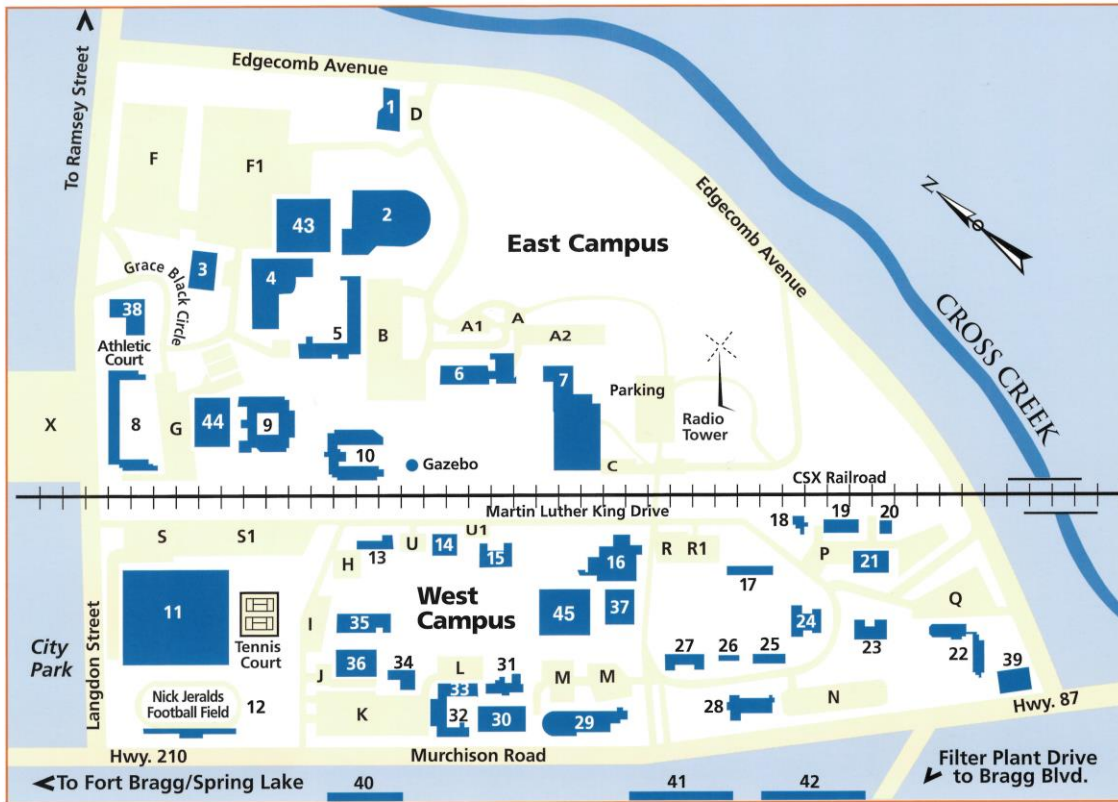 To Ramsey Street
Edgecomb Avenue
1
D
F
F1
43
2
East Campus
Edgecomb Avenue
N
CROSS CREEK
Grace Black Circle
3
4
38
Athletic
Court
5
B
A1
A
A2
6
7
Parking
Radio
Tower
X
8
G
44
9
10
Gazebo
C
CSX Railroad
Martin Luther King Drive
S
S1
H
13
U
14
U1
15
16
R
R1
17
18
19
20
P
21
Q
City
Park
Langdon Street
11
Tennis
Court
I
35
West
Campus
45
37
24
23
22
39
J
36
34
L
31
M
M
27
26
25
Nick Jeralds
Football Field
12
K
33
32
30
29
28
N
Hwy. 87
Hwy. 210
Murchison Road
To Fort Bragg/Spring Lake
40
41
42
Filter Plant Drive
to Bragg Blvd.